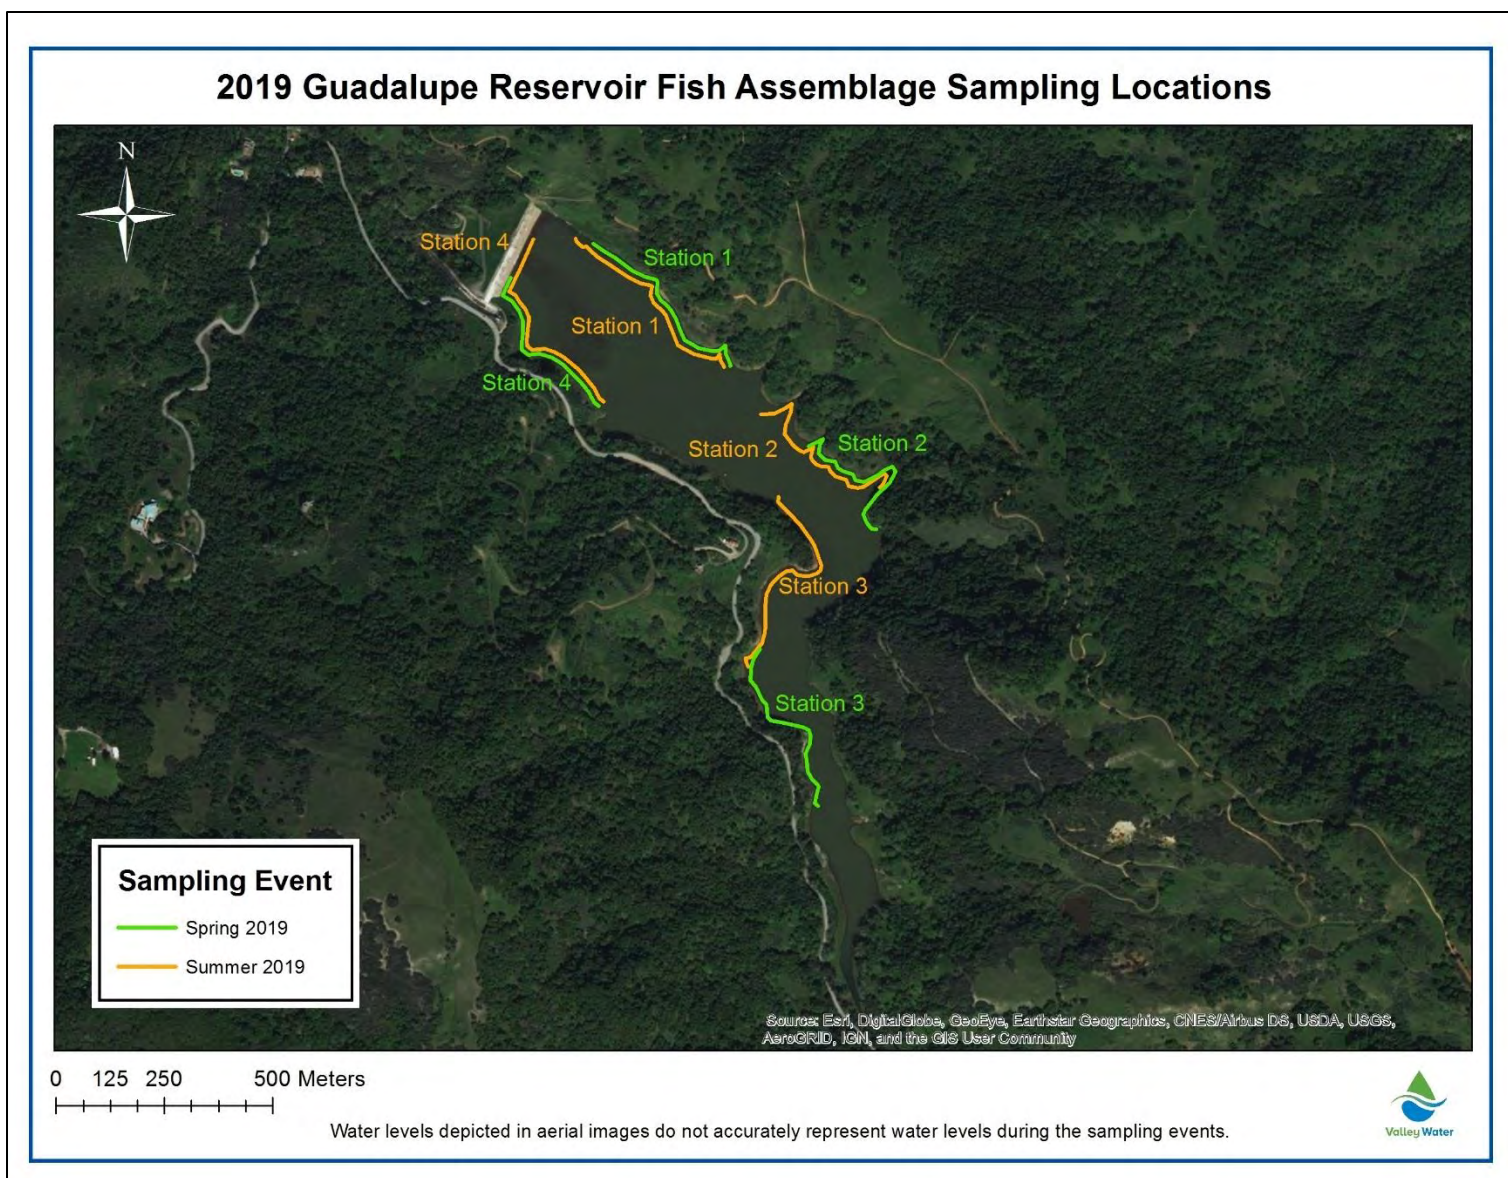 2019 Guadalupe Reservoir Fish Assemblage Sampling Locations
N
Station 4
Station 1
Station 1
Station 4
Station 2
Station 2
Station 3
Station 3
Sampling Event
Spring 2019
Summer 2019
Source: Esri, DigitalGlobe, GeoEye, Earthstar Geographics, CNES/Airbus DS, USDA, USGS,
AeroGRID, IGN, and the GIS User Community
0 125 250 500 Meters
Water levels depicted in aerial images do not accurately represent water levels during the sampling events.
Valley Water